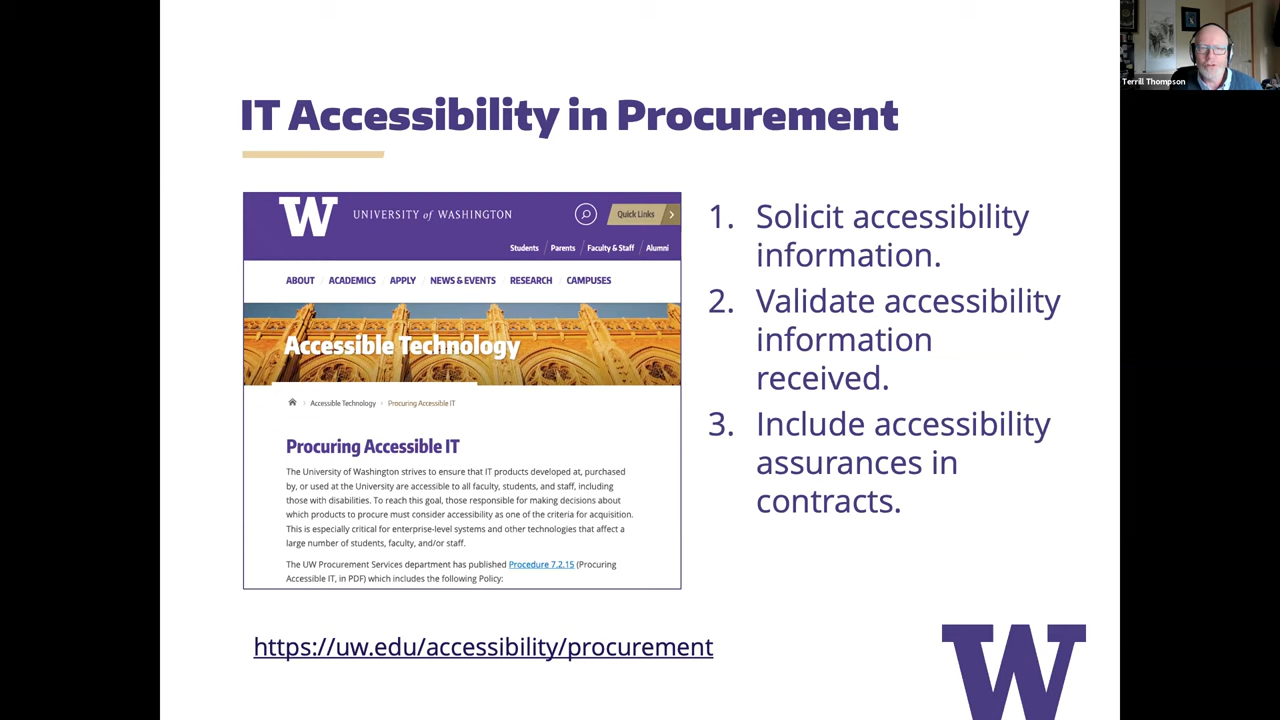 Terrill Thompson
IT Accessibility in Procurement
W
UNIVERSITY of WASHINGTON
Quick Links
Students
Parents
Faculty & Staff
Alumni
ABOUT
ACADEMICS
APPLY
NEWS & EVENTS
RESEARCH
CAMPUSES
Accessible Technology
Accessible Technology › Procuring Accessible IT
Procuring Accessible IT
The University of Washington strives to ensure that IT products developed at, purchased
by, or used at the University are accessible to all faculty, students, and staff, including
those with disabilities. To reach this goal, those responsible for making decisions about
which products to procure must consider accessibility as one of the criteria for acquisition.
This is especially critical for enterprise-level systems and other technologies that affect a
large number of students, faculty, and/or staff.
The UW Procurement Services department has published Procedure 7.2.15 (Procuring
Accessible IT, in PDF) which includes the following Policy:
1. Solicit accessibility
information.
2. Validate accessibility
information
received.
3. Include accessibility
assurances in
contracts.
https://uw.edu/accessibility/procurement
W